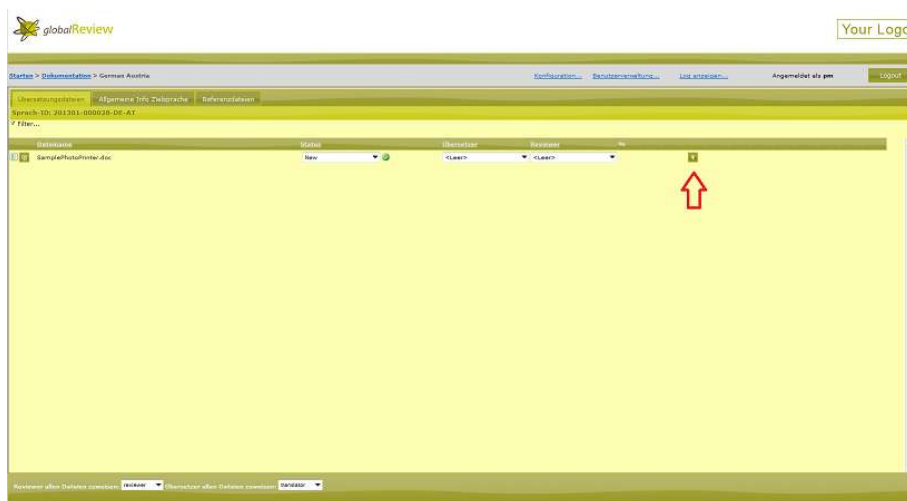 globalReview
Your Logo
Starten > Dokumentation > German Austria Konfiguration... Benutzerverwaltung... Log anzeigen... Angemeldet als pm Logout
Übersetzungsdateien Allgemeine Info Zielsprache Referenzdateien
Sprach-ID: 201301-000020-DE-AT
Filter...
Dateiname Status Übersetzer Reviewer %
SamplePhotoPrinter.doc New <Leer> <Leer>
Reviewer allen Dateien zuweisen: reviewer Übersetzer allen Dateien zuweisen: translator